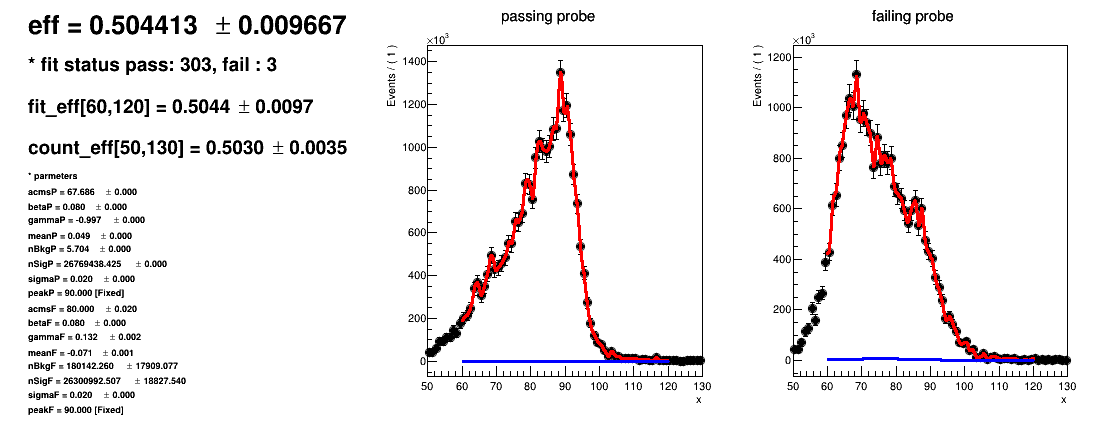 eff = 0.504413 ± 0.009667
* fit status pass: 303, fail : 3
fit_eff[60,120] = 0.5044 ± 0.0097
count_eff[50,130] = 0.5030 ± 0.0035
* parmeters
acmsP = 67.686 ± 0.000
betaP = 0.080 ± 0.000
gammaP = -0.997 ± 0.000
meanP = 0.049 ± 0.000
nBkgP = 5.704 ± 0.000
nSigP = 26769438.425 ± 0.000
sigmaP = 0.020 ± 0.000
peakP = 90.000 [Fixed]
acmsF = 80.000 ± 0.020
betaF = 0.080 ± 0.000
gammaF = 0.132 ± 0.002
meanF = -0.071 ± 0.001
nBkgF = 180142.260 ± 17909.077
nSigF = 26300992.507 ± 18827.540
sigmaF = 0.020 ± 0.000
peakF = 90.000 [Fixed]
passing probe
×10³
Events / ( 1 )
1400
1200
1000
800
600
400
200
0
50 60 70 80 90 100 110 120 130
x
failing probe
×10³
Events / ( 1 )
1200
1000
800
600
400
200
0
50 60 70 80 90 100 110 120 130
x